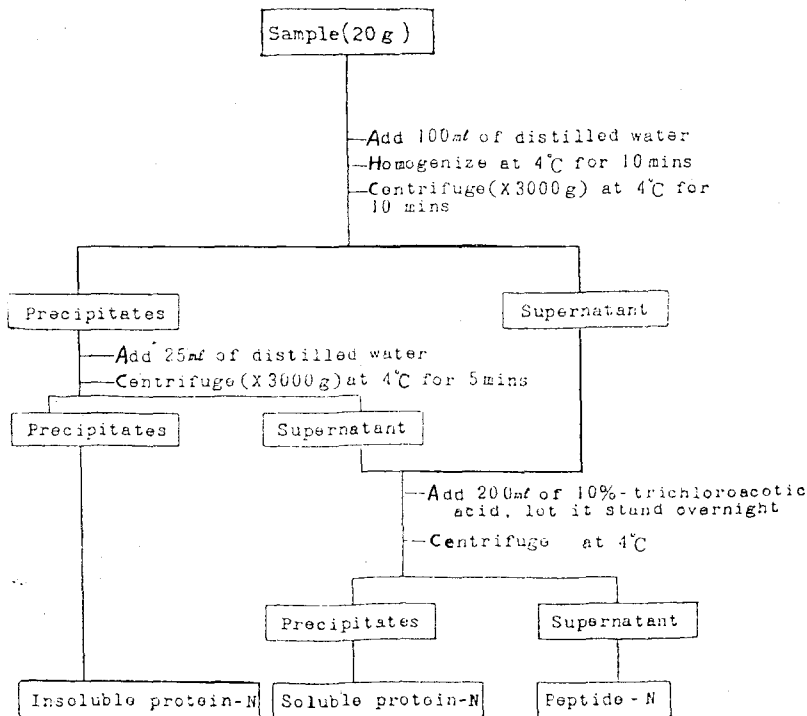 Sample(20g)
Add 100ml of distilled water
Homogenize at 4°C for 10 mins
Centrifuge(X3000g) at 4°C for
10 mins
Precipitates
Supernatant
Add 25ml of distilled water
Centrifuge(X3000g) at 4°C for 5mins
Precipitates
Supernatant
Add 200ml of 10%-trichloroacotic
acid, lot it stand overnight
Centrifuge at 4°C
Precipitates
Supernatant
Insoluble protein-N
Soluble protein-N
Peptide-N